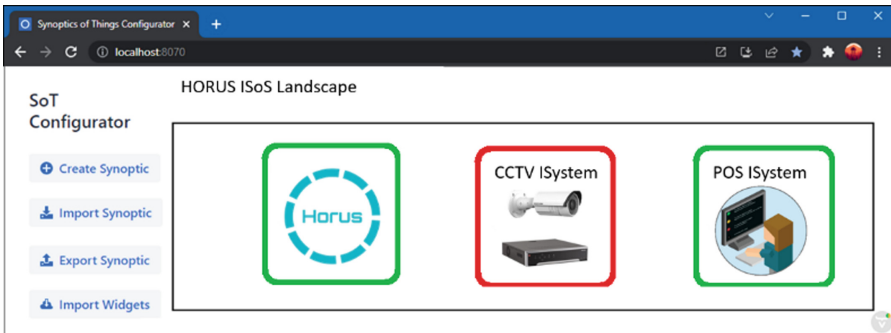 Synoptics of Things Configurator
localhost:8070
SoT
Configurator
Create Synoptic
Import Synoptic
Export Synoptic
Import Widgets
HORUS ISoS Landscape
Horus
CCTV ISystem
POS ISystem